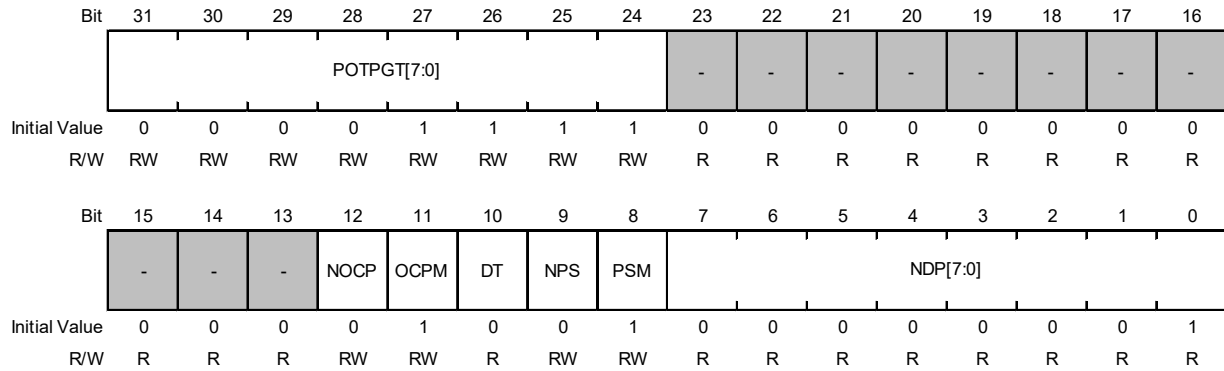 Bit 31 30 29 28 27 26 25 24 23 22 21 20 19 18 17 16
POTPGT[7:0] - - - - - - - -
Initial Value 0 0 0 0 1 1 1 1 0 0 0 0 0 0 0 0
R/W RW RW RW RW RW RW RW RW R R R R R R R R
Bit 15 14 13 12 11 10 9 8 7 6 5 4 3 2 1 0
- - - NOCP OCPM DT NPS PSM NDP[7:0]
Initial Value 0 0 0 0 1 0 0 1 0 0 0 0 0 0 0 1
R/W R R R RW RW R RW RW R R R R R R R R